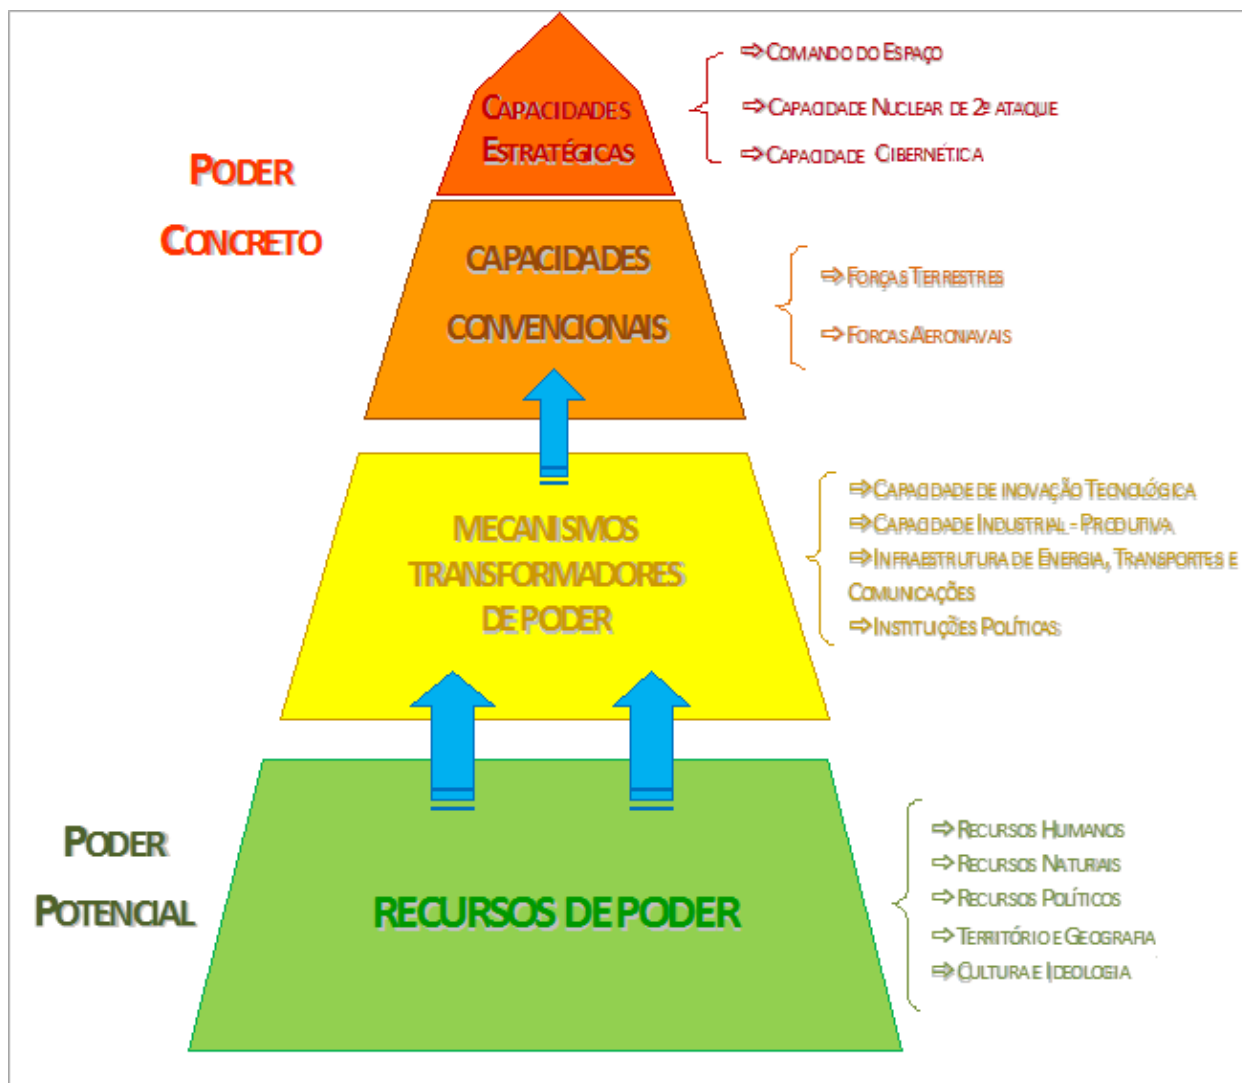 ⇨COMANDO DO ESPAÇO
CAPACIDADES
ESTRATÉGICAS
⇨CAPACIDADE NUCLEAR DE 2º ATAQUE
⇨CAPACIDADE CIBERNÉTICA
PODER
CONCRETO
CAPACIDADES
CONVENCIONAIS
⇨FORÇAS TERRESTRES
⇨FORCAS AERONAVAIS
MECANISMOS
TRANSFORMADORES
DE PODER
⇨CAPACIDADE DE INOVAÇÃO TECNOLÓGICA
⇨CAPACIDADE INDUSTRIAL - PRODUTIVA
⇨INFRAESTRUTURA DE ENERGIA, TRANSPORTES E
COMUNICAÇÕES
⇨INSTITUIÇÕES POLÍTICAS
PODER
POTENCIAL
RECURSOS DE PODER
⇨RECURSOS HUMANOS
⇨RECURSOS NATURIAIS
⇨RECURSOS POLÍTICOS
⇨TERRITÓRIO E GEOGRAFIA
⇨CULTURA E IDEOLOGIA